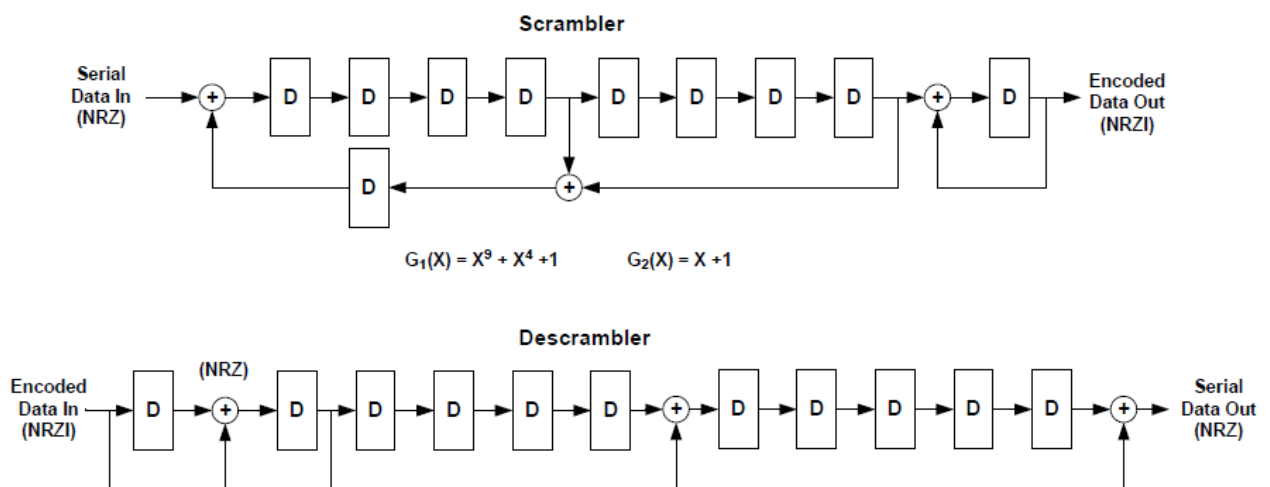 Scrambler
Serial
Data In
(NRZ)
+
D
D
D
D
D
D
D
D
+
D
Encoded
Data Out
(NRZI)
D
+
G₁(X) = X⁹ + X⁴ +1
G₂(X) = X +1
Descrambler
(NRZ)
Encoded
Data In
(NRZI)
D
+
D
D
D
D
D
+
D
D
D
D
D
+
Serial
Data Out
(NRZ)